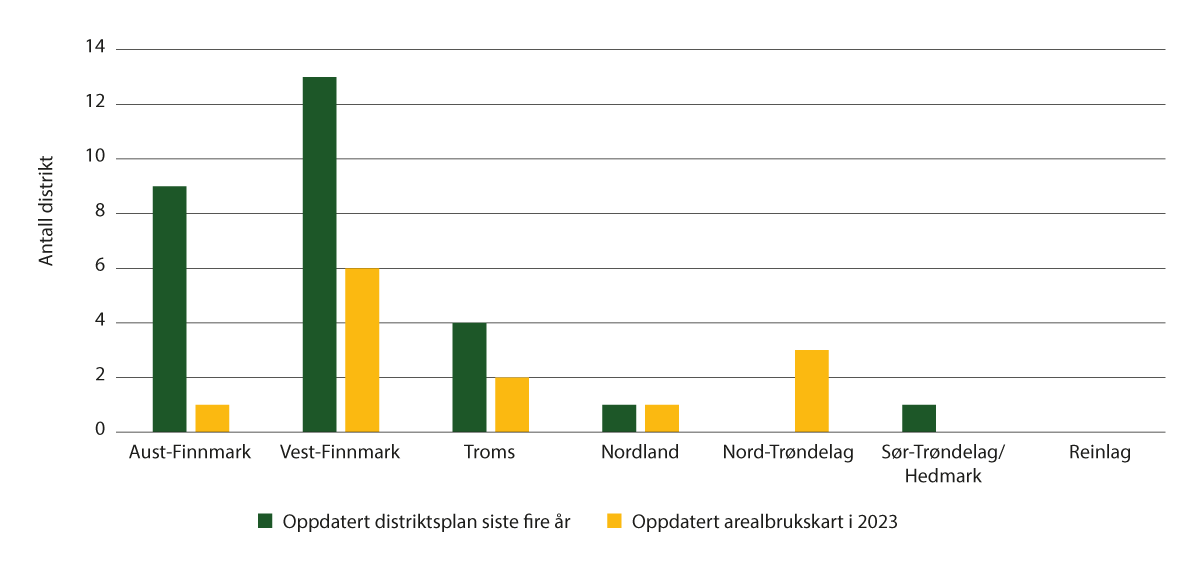 14
12
10
8
6
4
2
0
Antall distrikt
Aust-Finnmark
Vest-Finnmark
Troms
Nordland
Nord-Trøndelag
Sør-Trøndelag/
Hedmark
Reinlag
Oppdatert distriktsplan siste fire år
Oppdatert arealbrukskart i 2023